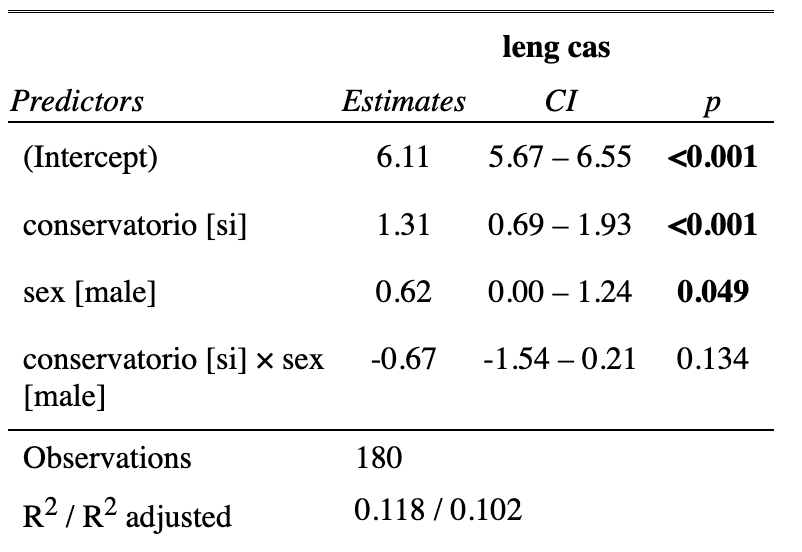 leng cas
Predictors Estimates CI p
(Intercept) 6.11 5.67 – 6.55 <0.001
conservatorio [si] 1.31 0.69 – 1.93 <0.001
sex [male] 0.62 0.00 – 1.24 0.049
conservatorio [si] × sex -0.67 -1.54 – 0.21 0.134
[male]
Observations 180
R2 / R2 adjusted 0.118 / 0.102